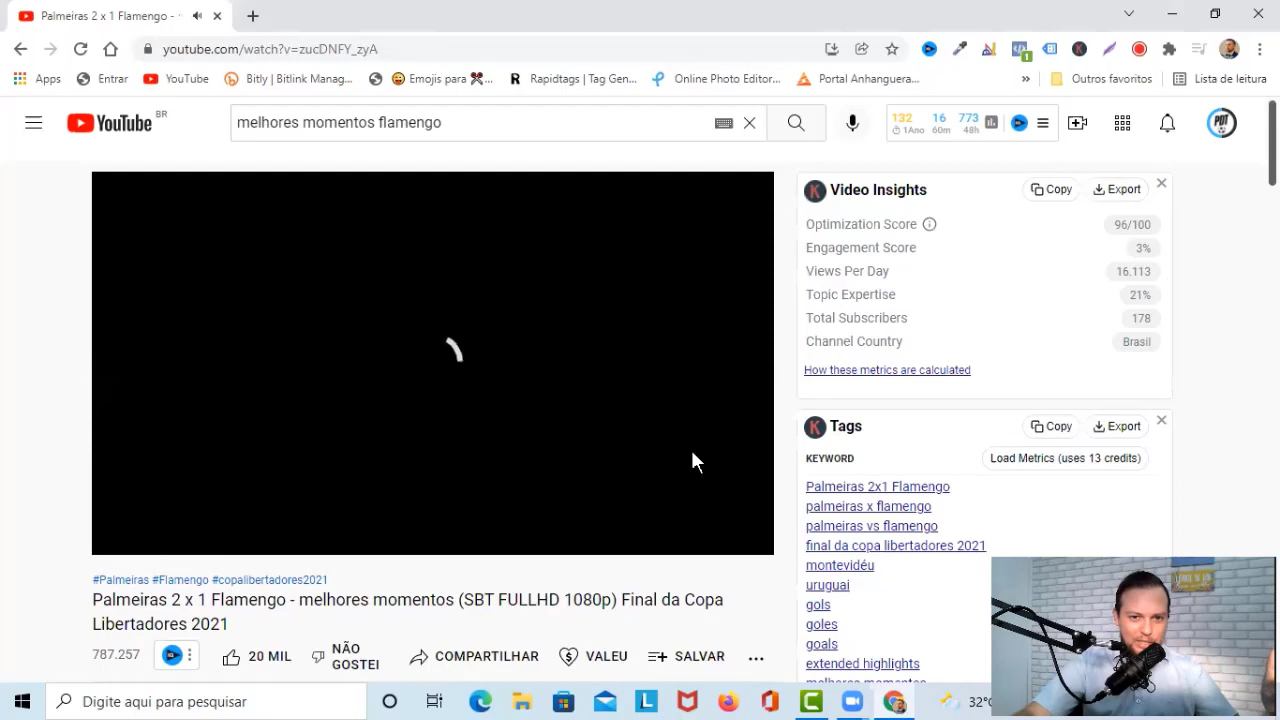 Palmeiras 2 x 1 Flamengo -
youtube.com/watch?v=zucDNFY_zyA
Apps
Entrar
YouTube
Bitly | Bitlink Manag...
Emojis para
Rapidtags | Tag Gen...
Online Photo Editor...
Portal Anhanguera...
»
Outros favoritos
Lista de leitura
YouTube BR
melhores momentos flamengo
132 16 773
1Ano 60m 48h
PDT
Video Insights
Copy
Export
Optimization Score 96/100
Engagement Score 3%
Views Per Day 16.113
Topic Expertise 21%
Total Subscribers 178
Channel Country Brasil
How these metrics are calculated
Tags
Copy
Export
KEYWORD
Load Metrics (uses 13 credits)
Palmeiras 2x1 Flamengo
palmeiras x flamengo
palmeiras vs flamengo
final da copa libertadores 2021
montevidéu
uruguai
gols
goles
goals
extended highlights
melhores momentos
#Palmeiras #Flamengo #copalibertadores2021
Palmeiras 2 x 1 Flamengo - melhores momentos (SBT FULLHD 1080p) Final da Copa
Libertadores 2021
787.257
20 MIL
NÃO
GOSTEI
COMPARTILHAR
VALEU
SALVAR
Digite aqui para pesquisar
32°